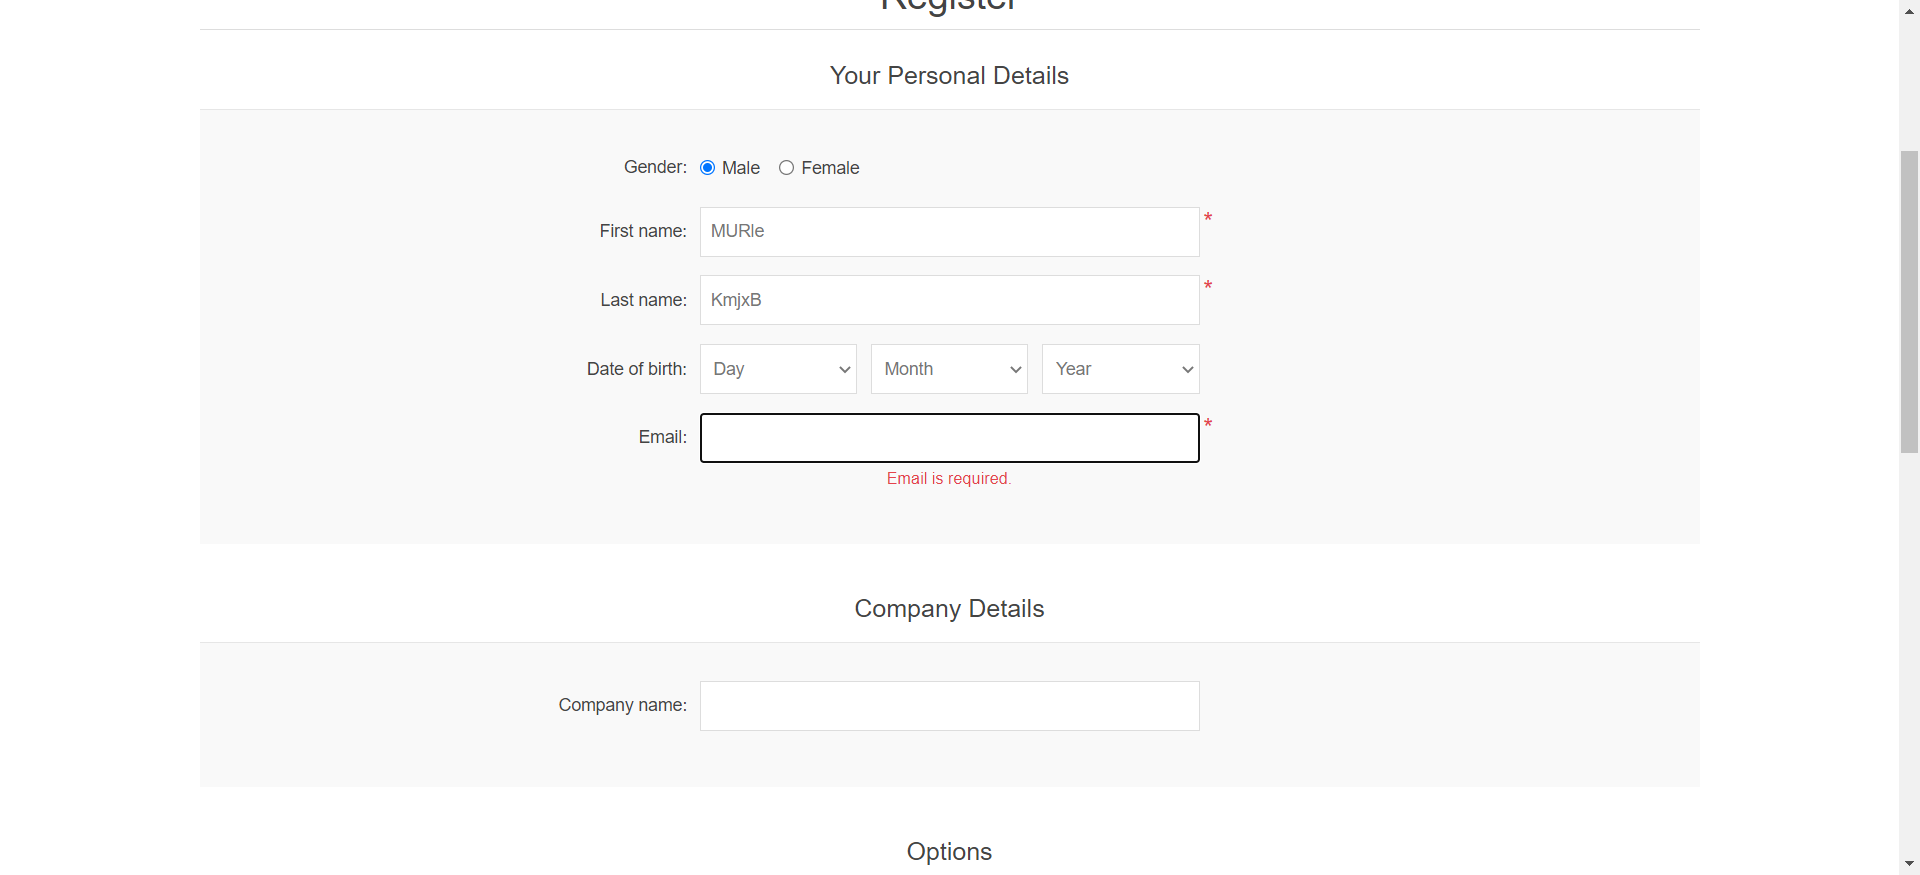 Register
Your Personal Details
Gender: Male Female
First name: MURle *
Last name: KmjxB *
Date of birth: Day Month Year
Email: *
Email is required.
Company Details
Company name:
Options